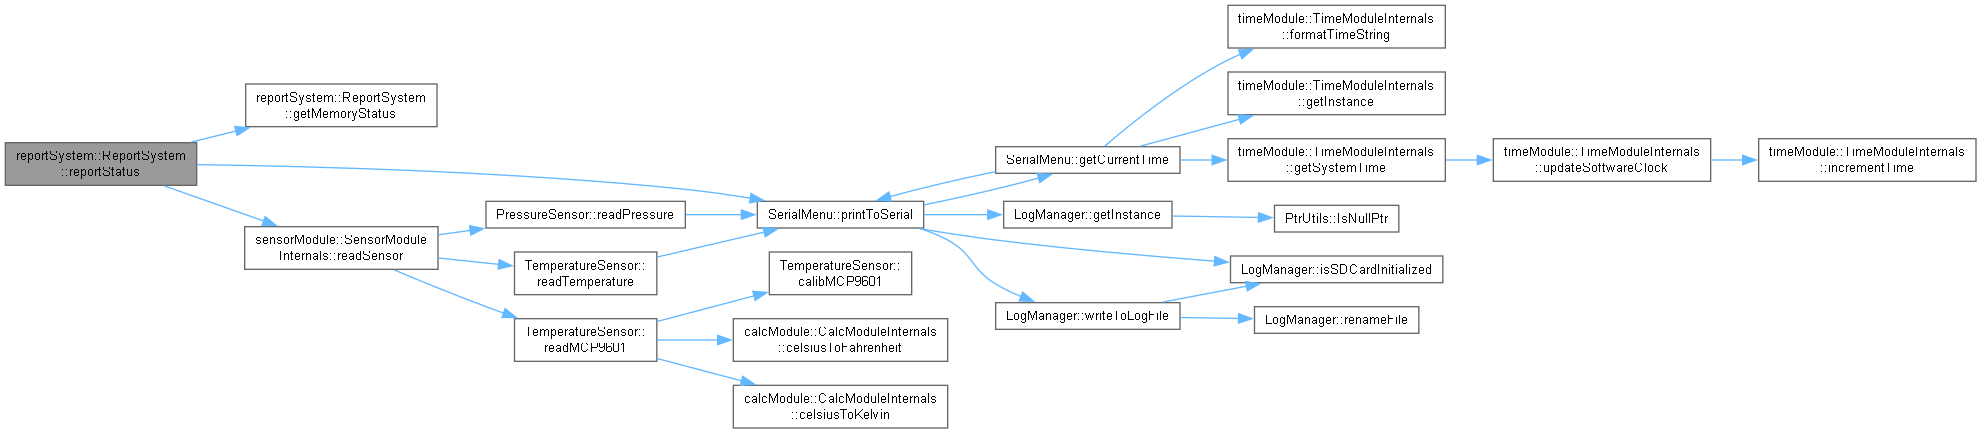 reportSystem::ReportSystem
::reportStatus
reportSystem::ReportSystem
::getMemoryStatus
sensorModule::SensorModule
Internals::readSensor
PressureSensor::readPressure
TemperatureSensor::
readTemperature
TemperatureSensor::
readMCP9601
SerialMenu::printToSerial
TemperatureSensor::
calibMCP9601
calcModule::CalcModuleInternals
::celsiusToFahrenheit
calcModule::CalcModuleInternals
::celsiusToKelvin
SerialMenu::getCurrentTime
LogManager::getInstance
LogManager::writeToLogFile
timeModule::TimeModuleInternals
::formatTimeString
timeModule::TimeModuleInternals
::getInstance
timeModule::TimeModuleInternals
::getSystemTime
PtrUtils::IsNullPtr
LogManager::isSDCardInitialized
LogManager::renameFile
timeModule::TimeModuleInternals
::updateSoftwareClock
timeModule::TimeModuleInternals
::incrementTime